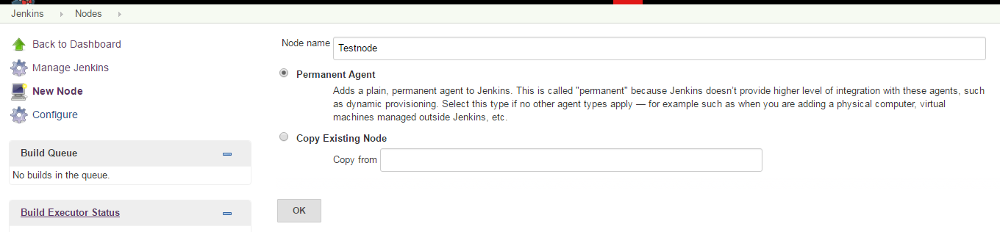 Jenkins Nodes
Back to Dashboard
Manage Jenkins
New Node
Configure
Build Queue
No builds in the queue.
Build Executor Status
Node name Testnode
Permanent Agent
Adds a plain, permanent agent to Jenkins. This is called "permanent" because Jenkins doesn't provide higher level of integration with these agents, such
as dynamic provisioning. Select this type if no other agent types apply — for example such as when you are adding a physical computer, virtual
machines managed outside Jenkins, etc.
Copy Existing Node
Copy from
OK